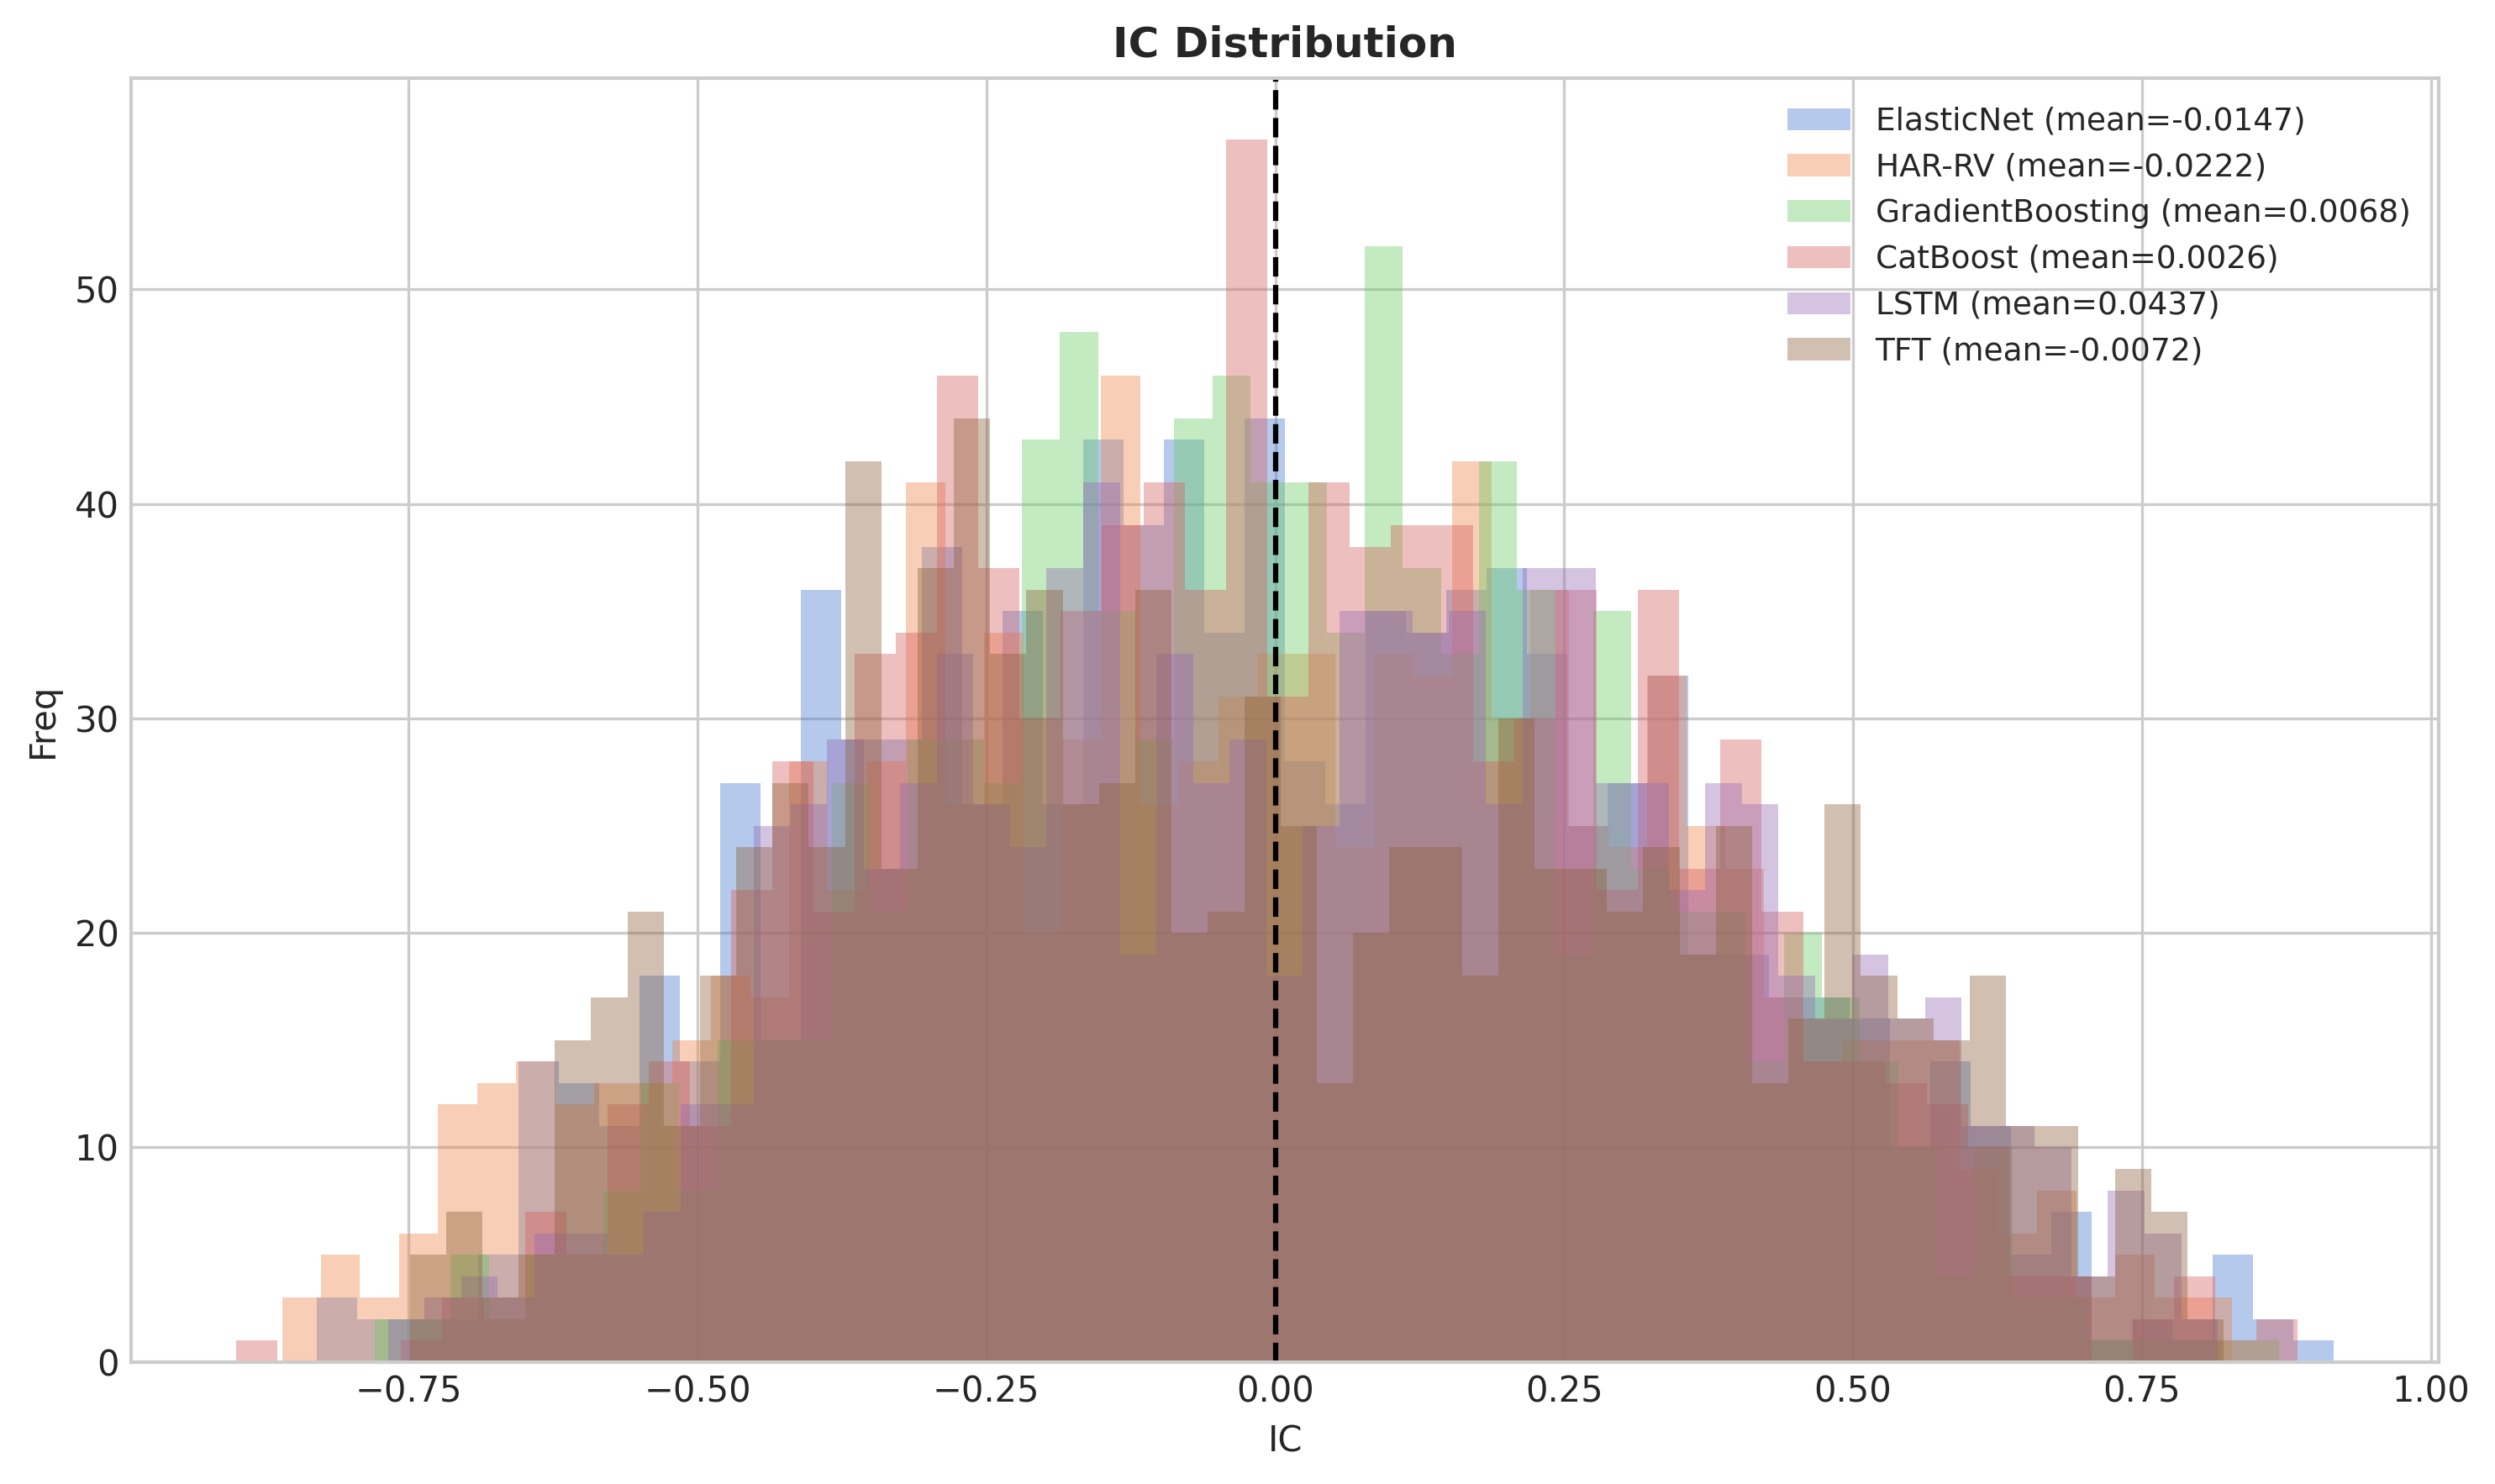 IC Distribution
ElasticNet (mean=-0.0147)
HAR-RV (mean=-0.0222)
GradientBoosting (mean=0.0068)
CatBoost (mean=0.0026)
LSTM (mean=0.0437)
TFT (mean=-0.0072)
Freq
50
40
30
20
10
0
−0.75 −0.50 −0.25 0.00 0.25 0.50 0.75 1.00
IC